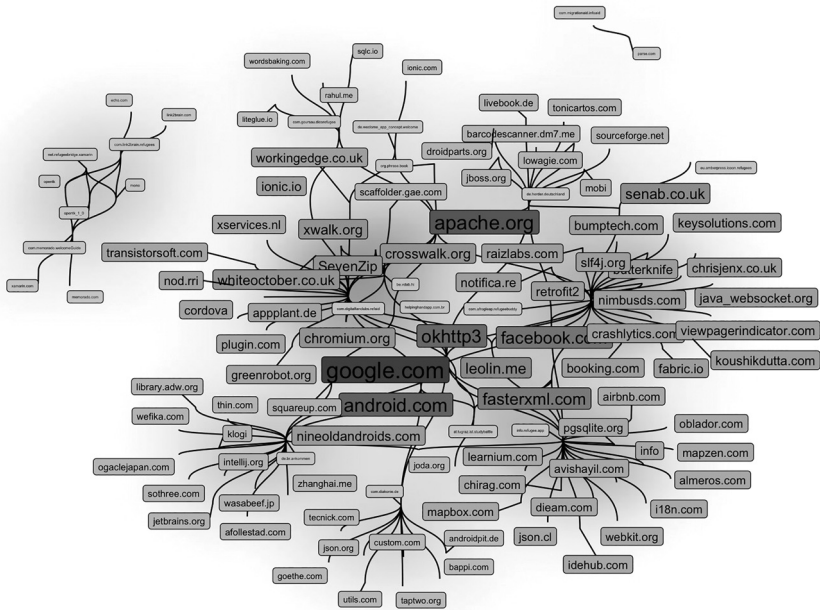 com.migrationaid.infoaid
parse.com
sqlc.io
wordsbaking.com
ionic.com
rahul.me
echo.com
link2team.com
liteglue.io
livebook.de
tonicartos.com
barcodescanner.dm7.me
sourceforge.net
droidparts.org
lowagie.com
workingedge.co.uk
jboss.org
mobi
ionic.io
scaffolder.gae.com
senab.co.uk
xservices.nl
xwalk.org
apache.org
bumptech.com
keysolutions.com
transistorsoft.com
crosswalk.org
raizlabs.com
slf4j.org
butterknife
chrisjenx.co.uk
SevenZip
nod.rri
whiteoctober.co.uk
notifica.re
retrofit2
nimbusds.com
java_websocket.org
cordova
appplant.de
plugin.com
chromium.org
okhttp3
facebook.com
crashlytics.com
viewpagerindicator.com
greenrobot.org
google.com
leolin.me
booking.com
fabric.io
koushikdutta.com
library.adw.org
thin.com
squareup.com
android.com
fasterxml.com
airbnb.com
wefika.com
klogi
nineoldandroids.com
pgsqlite.org
oblador.com
info
mapzen.com
ogaclejapan.com
intellij.org
joda.org
learnium.com
avishayil.com
almeros.com
sothree.com
zhanghai.me
chirag.com
wasabeef.jp
mapbox.com
dieam.com
i18n.com
jetbrains.org
afollestad.com
tecnick.com
json.org
custom.com
androidpit.de
json.cl
webkit.org
goethe.com
bappi.com
idehub.com
utils.com
taptwo.org